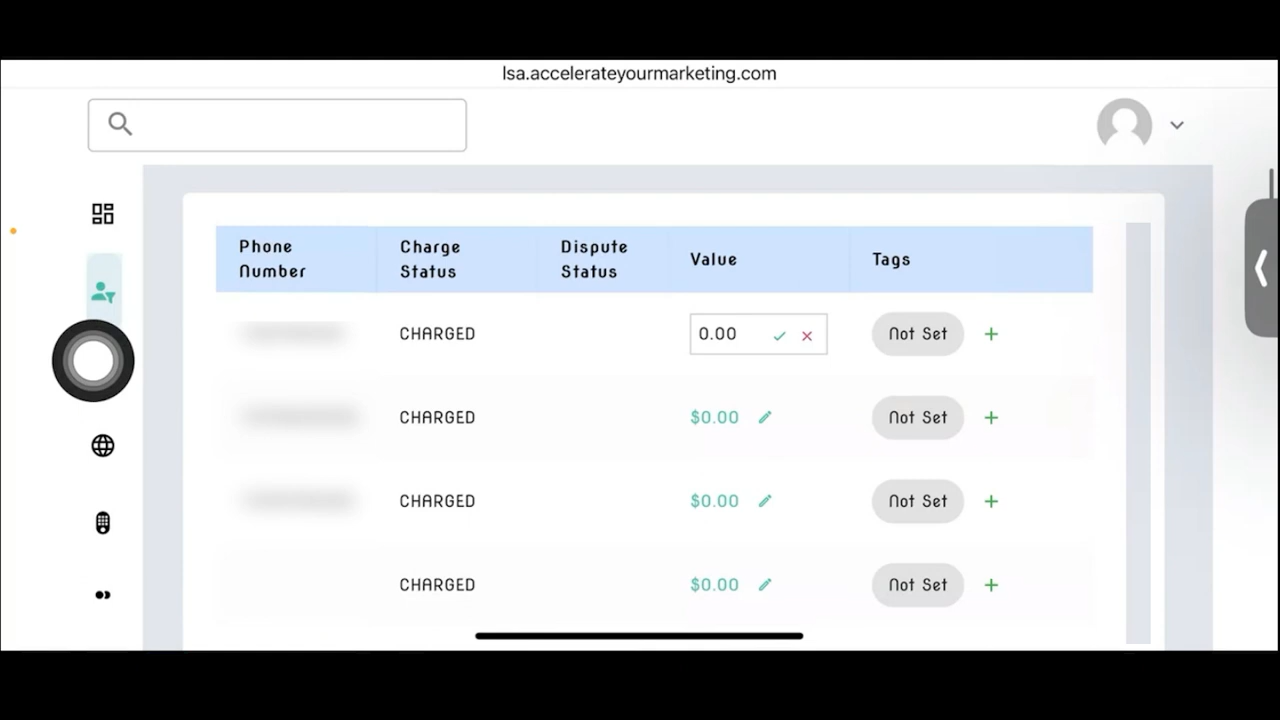 lsa.accelerateyourmarketing.com
Phone Number Charge Status Dispute Status Value Tags
CHARGED 0.00 Not Set +
CHARGED $0.00 Not Set +
CHARGED $0.00 Not Set +
CHARGED $0.00 Not Set +